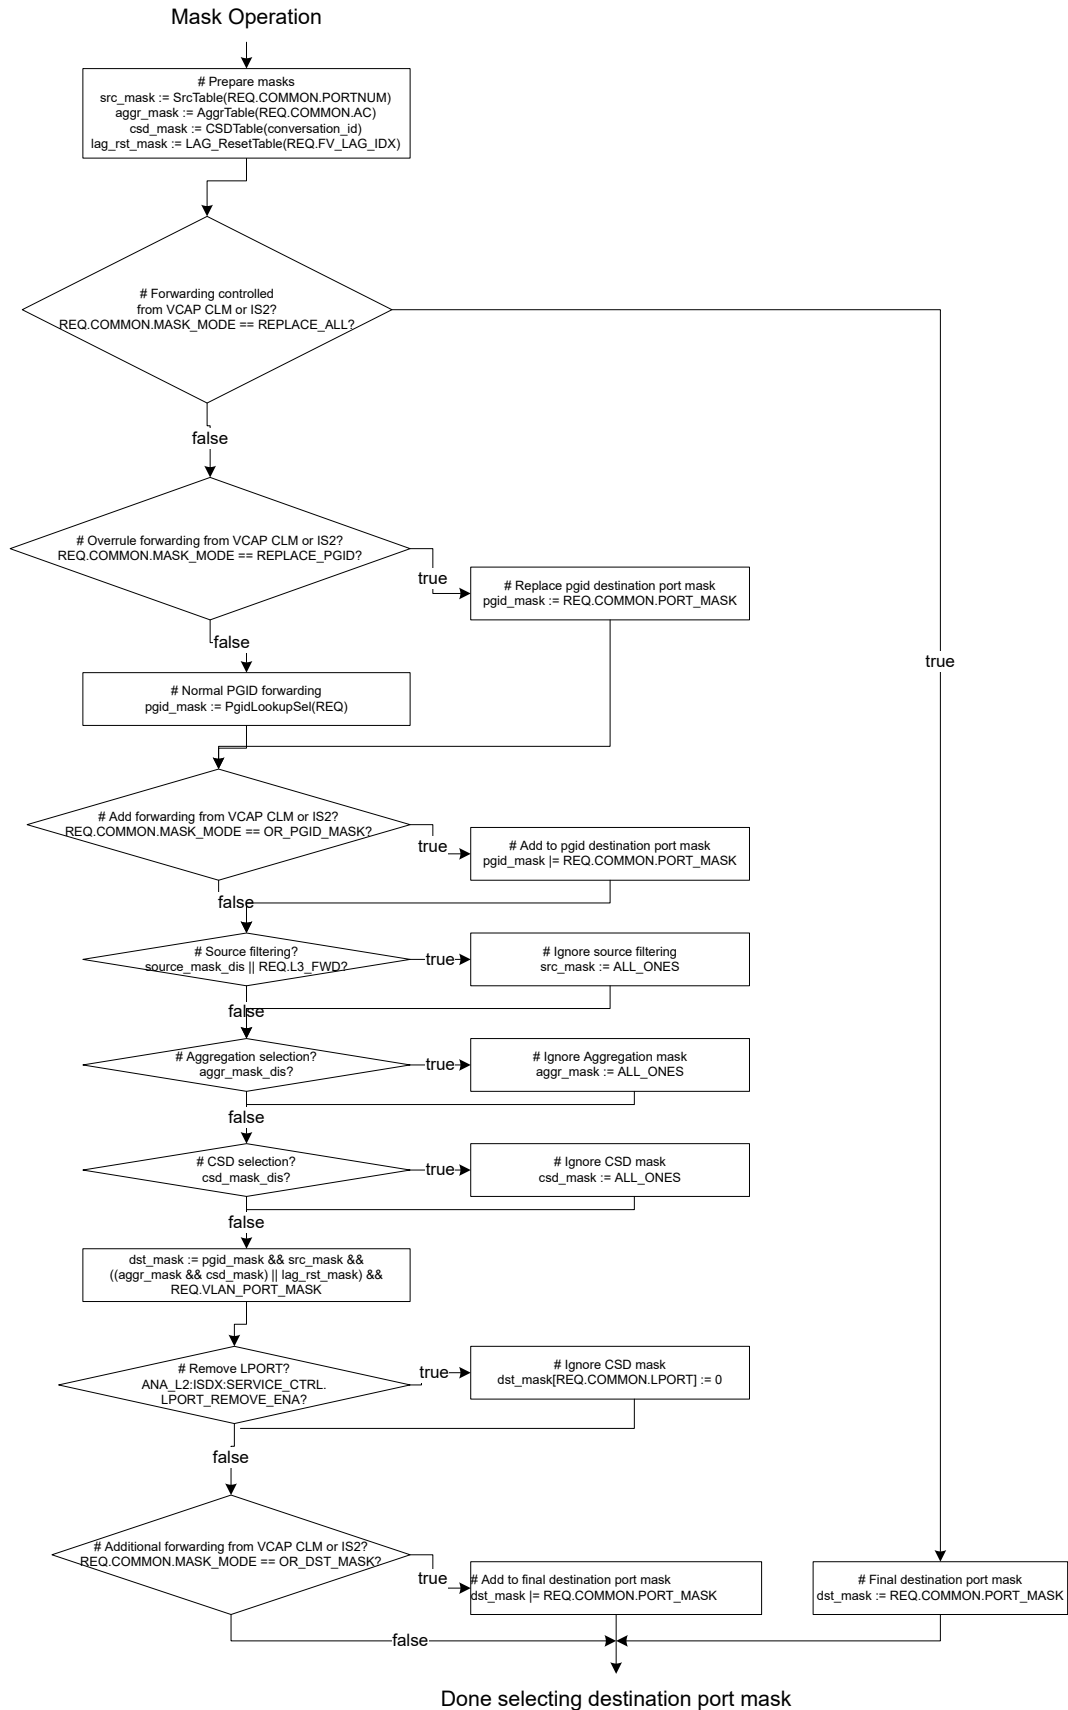 Mask Operation
# Prepare masks
src_mask := SrcTable(REQ.COMMON.PORTNUM)
aggr_mask := AggrTable(REQ.COMMON.AC)
csd_mask := CSDTable(conversation_id)
lag_rst_mask := LAG_ResetTable(REQ.FV_LAG_IDX)
# Forwarding controlled
from VCAP CLM or IS2?
REQ.COMMON.MASK_MODE == REPLACE_ALL?
false
# Overrule forwarding from VCAP CLM or IS2?
REQ.COMMON.MASK_MODE == REPLACE_PGID?
true
# Replace pgid destination port mask
pgid_mask := REQ.COMMON.PORT_MASK
false
true
# Normal PGID forwarding
pgid_mask := PgidLookupSel(REQ)
# Add forwarding from VCAP CLM or IS2?
REQ.COMMON.MASK_MODE == OR_PGID_MASK?
true
# Add to pgid destination port mask
pgid_mask |= REQ.COMMON.PORT_MASK
false
# Source filtering?
source_mask_dis || REQ.L3_FWD?
true
# Ignore source filtering
src_mask := ALL_ONES
false
# Aggregation selection?
aggr_mask_dis?
true
# Ignore Aggregation mask
aggr_mask := ALL_ONES
false
# CSD selection?
csd_mask_dis?
true
# Ignore CSD mask
csd_mask := ALL_ONES
false
dst_mask := pgid_mask && src_mask &&
((aggr_mask && csd_mask) || lag_rst_mask) &&
REQ.VLAN_PORT_MASK
# Remove LPORT?
ANA_L2:ISDX:SERVICE_CTRL.
LPORT_REMOVE_ENA?
true
# Ignore CSD mask
dst_mask[REQ.COMMON.LPORT] := 0
false
# Additional forwarding from VCAP CLM or IS2?
REQ.COMMON.MASK_MODE == OR_DST_MASK?
true
# Add to final destination port mask
dst_mask |= REQ.COMMON.PORT_MASK
# Final destination port mask
dst_mask := REQ.COMMON.PORT_MASK
false
Done selecting destination port mask